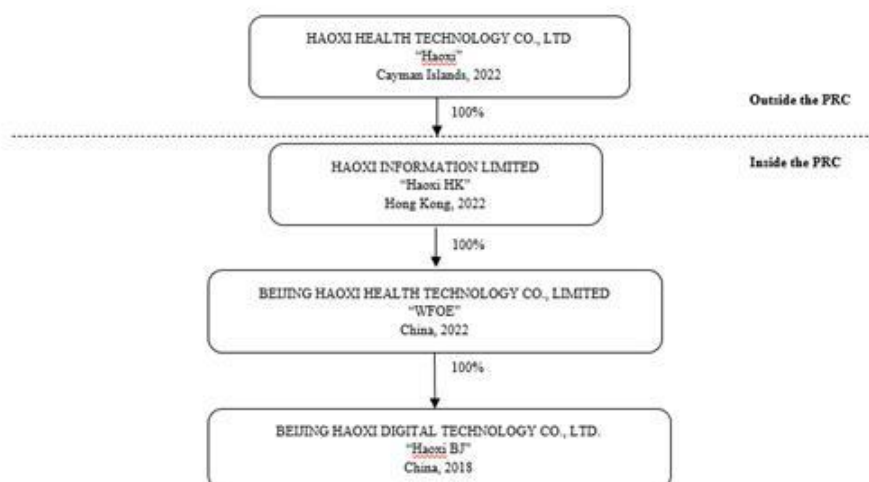 HAOXI HEALTH TECHNOLOGY CO., LTD
“Haoxi”
Cayman Islands, 2022
100%
Outside the PRC
Inside the PRC
HAOXI INFORMATION LIMITED
“Haoxi HK”
Hong Kong, 2022
100%
BEIJING HAOXI HEALTH TECHNOLOGY CO., LIMITED
“WFOE”
China, 2022
100%
BEIJING HAOXI DIGITAL TECHNOLOGY CO., LTD.
“Haoxi BJ”
China, 2018